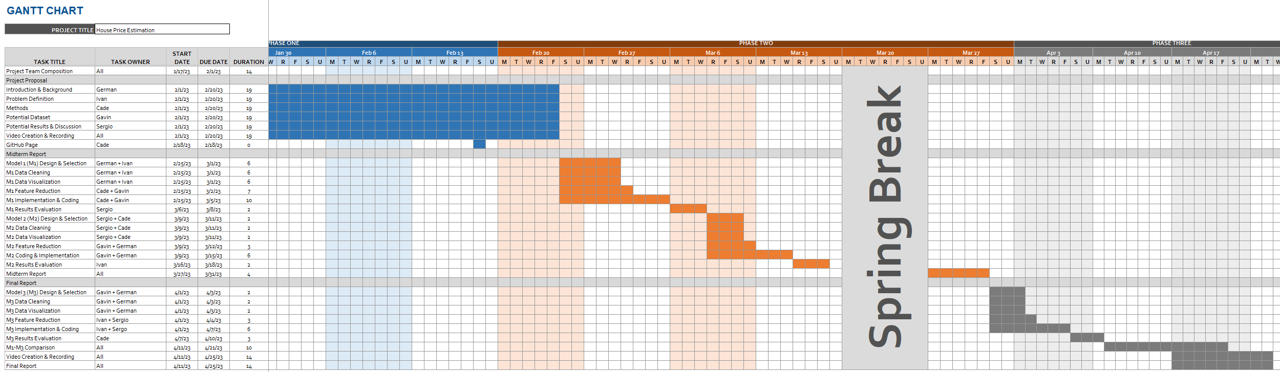 GANTT CHART
PROJECT TITLE House Price Estimation
PHASE ONE PHASE TWO PHASE THREE
Jan 30 Feb 6 Feb 13 Feb 20 Feb 27 Mar 6 Mar 13 Mar 20 Mar 27 Apr 3 Apr 10 Apr 17
TASK TITLE TASK OWNER START DATE DUE DATE DURATION W R F S U M T W R F S U M T W R F S U M T W R F S U M T W R F S U M T W R F S U M T W R F S U M T W R F S U M T W R F S U M T W R F S U M T W R F S U M T W R F S U M T W
Project Team Composition All 1/17/23 2/1/23 14
Project Proposal
Introduction & Background German 2/1/23 2/20/23 19
Problem Definition Ivan 2/1/23 2/20/23 19
Methods Cade 2/1/23 2/20/23 19
Potential Dataset Gavin 2/1/23 2/20/23 19
Potential Results & Discussion Sergio 2/1/23 2/20/23 19
Video Creation & Recording All 2/1/23 2/20/23 19
GitHub Page Cade 2/18/23 2/18/23 0
Midterm Report
Model 1 (M1) Design & Selection German + Ivan 2/25/23 3/1/23 6
M1 Data Cleaning German + Ivan 2/25/23 3/1/23 6
M1 Data Visualization German + Ivan 2/25/23 3/1/23 6
M1 Feature Reduction Cade + Gavin 2/25/23 3/2/23 7
M1 Implementation & Coding Cade + Gavin 2/25/23 3/5/23 10
M1 Results Evaluation Sergio 3/6/23 3/8/23 2
Model 2 (M2) Design & Selection Sergio + Cade 3/9/23 3/11/23 2
M2 Data Cleaning Sergio + Cade 3/9/23 3/11/23 2
M2 Data Visualization Sergio + Cade 3/9/23 3/11/23 2
M2 Feature Reduction Gavin + German 3/9/23 3/12/23 3
M2 Coding & Implementation Gavin + German 3/9/23 3/15/23 6
M2 Results Evaluation Ivan 3/16/23 3/18/23 2
Midterm Report All 3/27/23 3/31/23 4
Final Report
Model 3 (M3) Design & Selection Gavin + German 4/1/23 4/3/23 2
M3 Data Cleaning Gavin + German 4/1/23 4/3/23 2
M3 Data Visualization Gavin + German 4/1/23 4/3/23 2
M3 Feature Reduction Ivan + Sergio 4/1/23 4/4/23 3
M3 Implementation & Coding Ivan + Sergo 4/1/23 4/7/23 6
M3 Results Evaluation Cade 4/7/23 4/10/23 3
M1-M3 Comparison All 4/11/23 4/21/23 10
Video Creation & Recording All 4/11/23 4/25/23 14
Final Report All 4/11/23 4/25/23 14
Spring Break